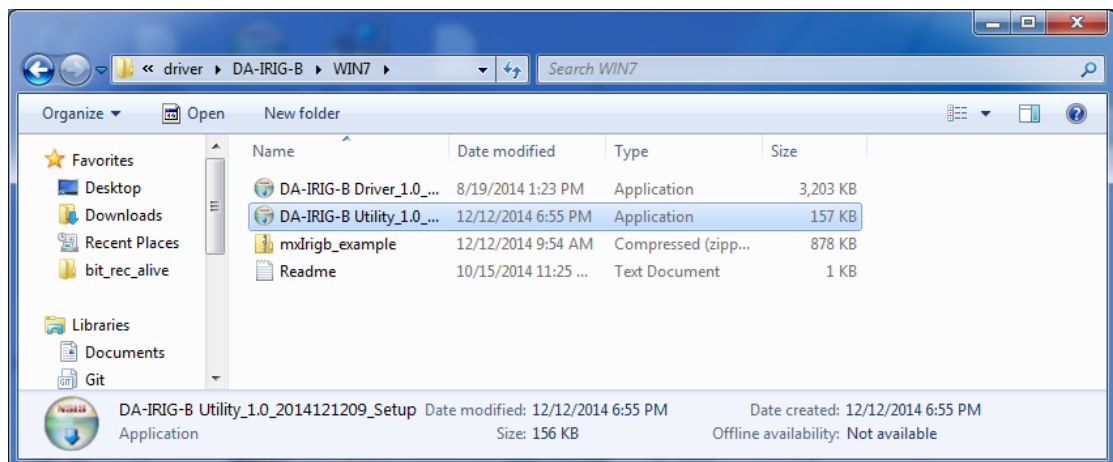 « driver ▸ DA-IRIG-B ▸ WIN7 ▸ Search WIN7
Organize ▾ Open New folder
Name Date modified Type Size
Favorites
Desktop
Downloads
Recent Places
bit_rec_alive
Libraries
Documents
Git
DA-IRIG-B Driver_1.0_... 8/19/2014 1:23 PM Application 3,203 KB
DA-IRIG-B Utility_1.0_... 12/12/2014 6:55 PM Application 157 KB
mxIrigb_example 12/12/2014 9:54 AM Compressed (zipp... 878 KB
Readme 10/15/2014 11:25 ... Text Document 1 KB
DA-IRIG-B Utility_1.0_2014121209_Setup Date modified: 12/12/2014 6:55 PM Date created: 12/12/2014 6:55 PM
Application Size: 156 KB Offline availability: Not available